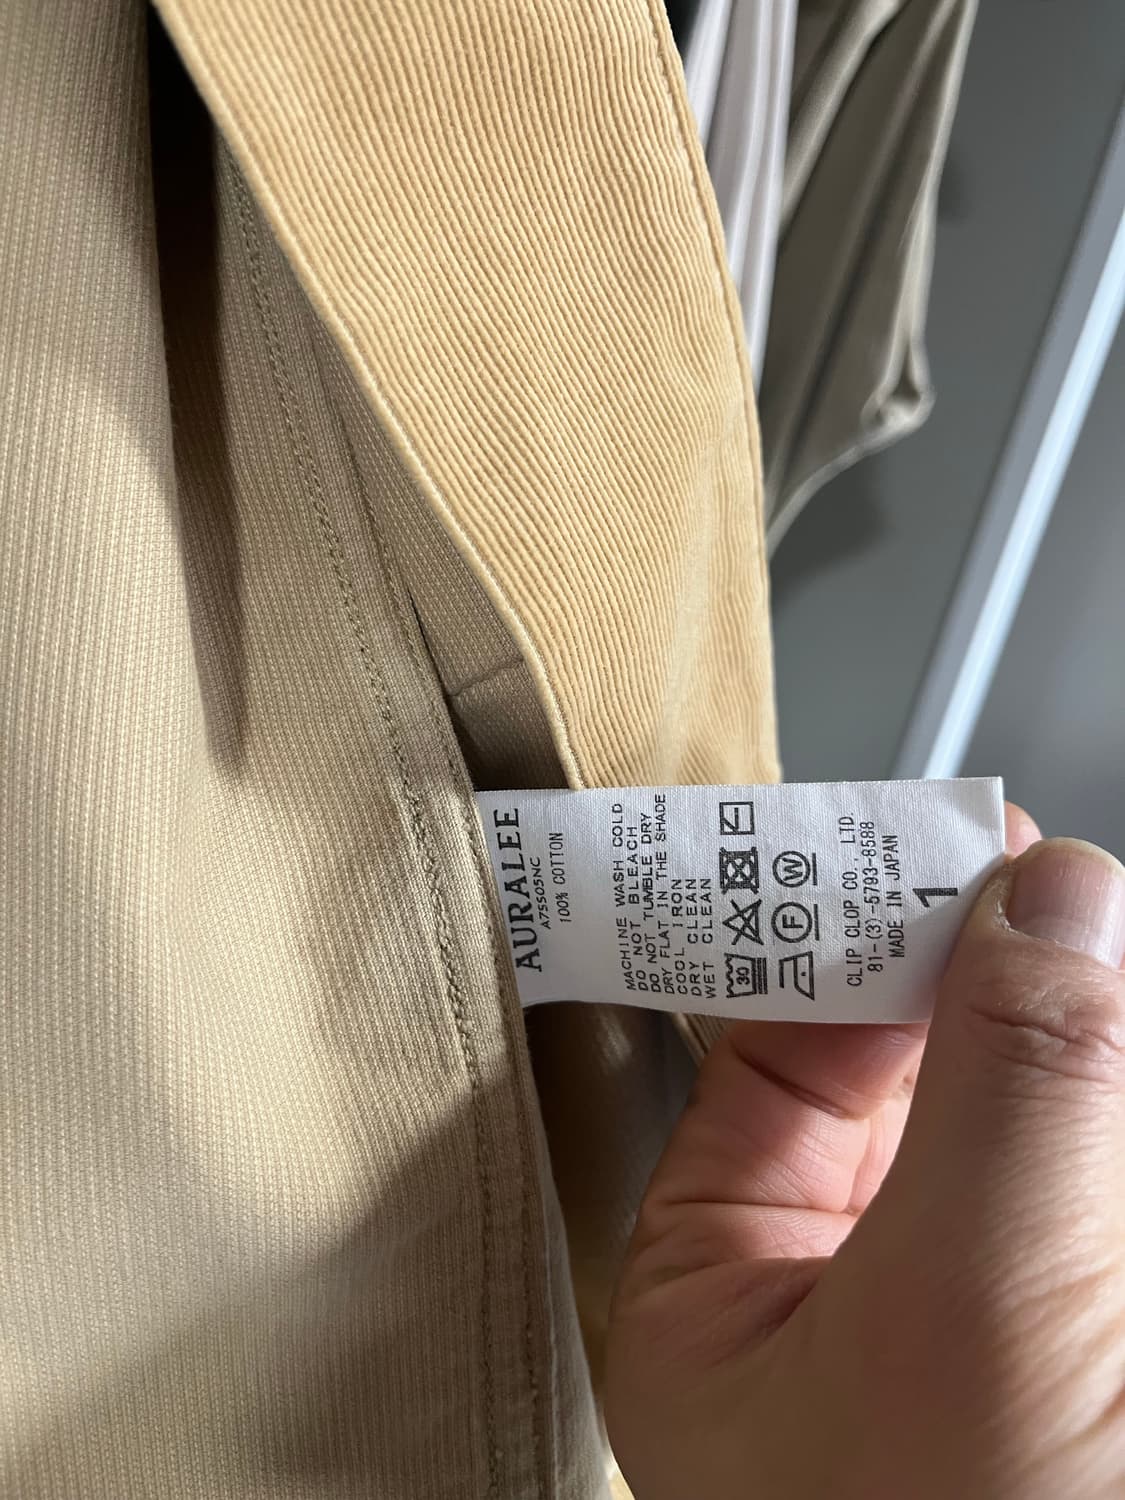 AURALEE
A7SS05NC
100% COTTON
MACHINE WASH COLD
DO NOT BLEACH
DO NOT TUMBLE DRY
DRY FLAT IN THE SHADE
COOL IRON
DRY CLEAN
WET CLEAN
30
F W
CLIP CLOP CO., LTD.
81-(3)-5793-8588
MADE IN JAPAN
1